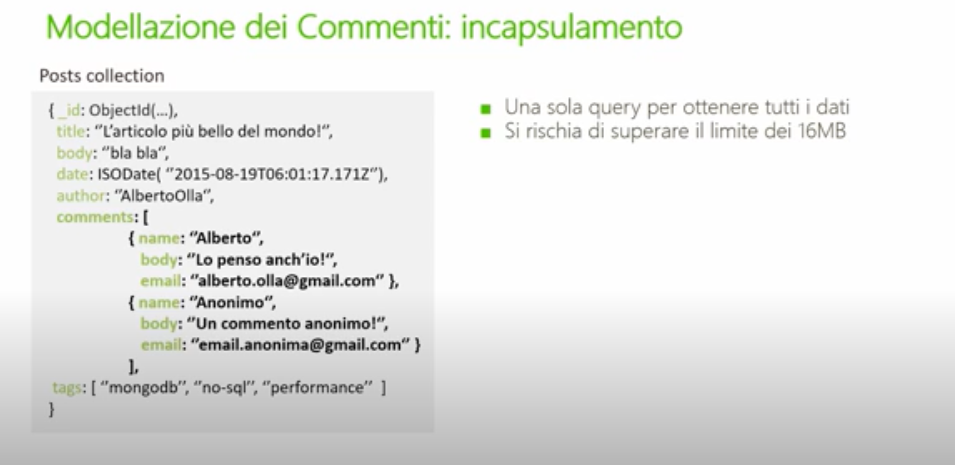 Modellazione dei Commenti: incapsulamento
Posts collection
{ _id: ObjectId(...),
title: “L’articolo più bello del mondo!“,
body: “bla bla“,
date: ISODate( “2015-08-19T06:01:17.171Z“),
author: “AlbertoOlla“,
comments: [
{ name: “Alberto“,
body: “Lo penso anch’io!“,
email: “alberto.olla@gmail.com“ },
{ name: “Anonimo“,
body: “Un commento anonimo!“,
email: “email.anonima@gmail.com“ }
],
tags: [ “mongodb“, “no-sql“, “performance“ ]
}
■ Una sola query per ottenere tutti i dati
■ Si rischia di superare il limite dei 16MB